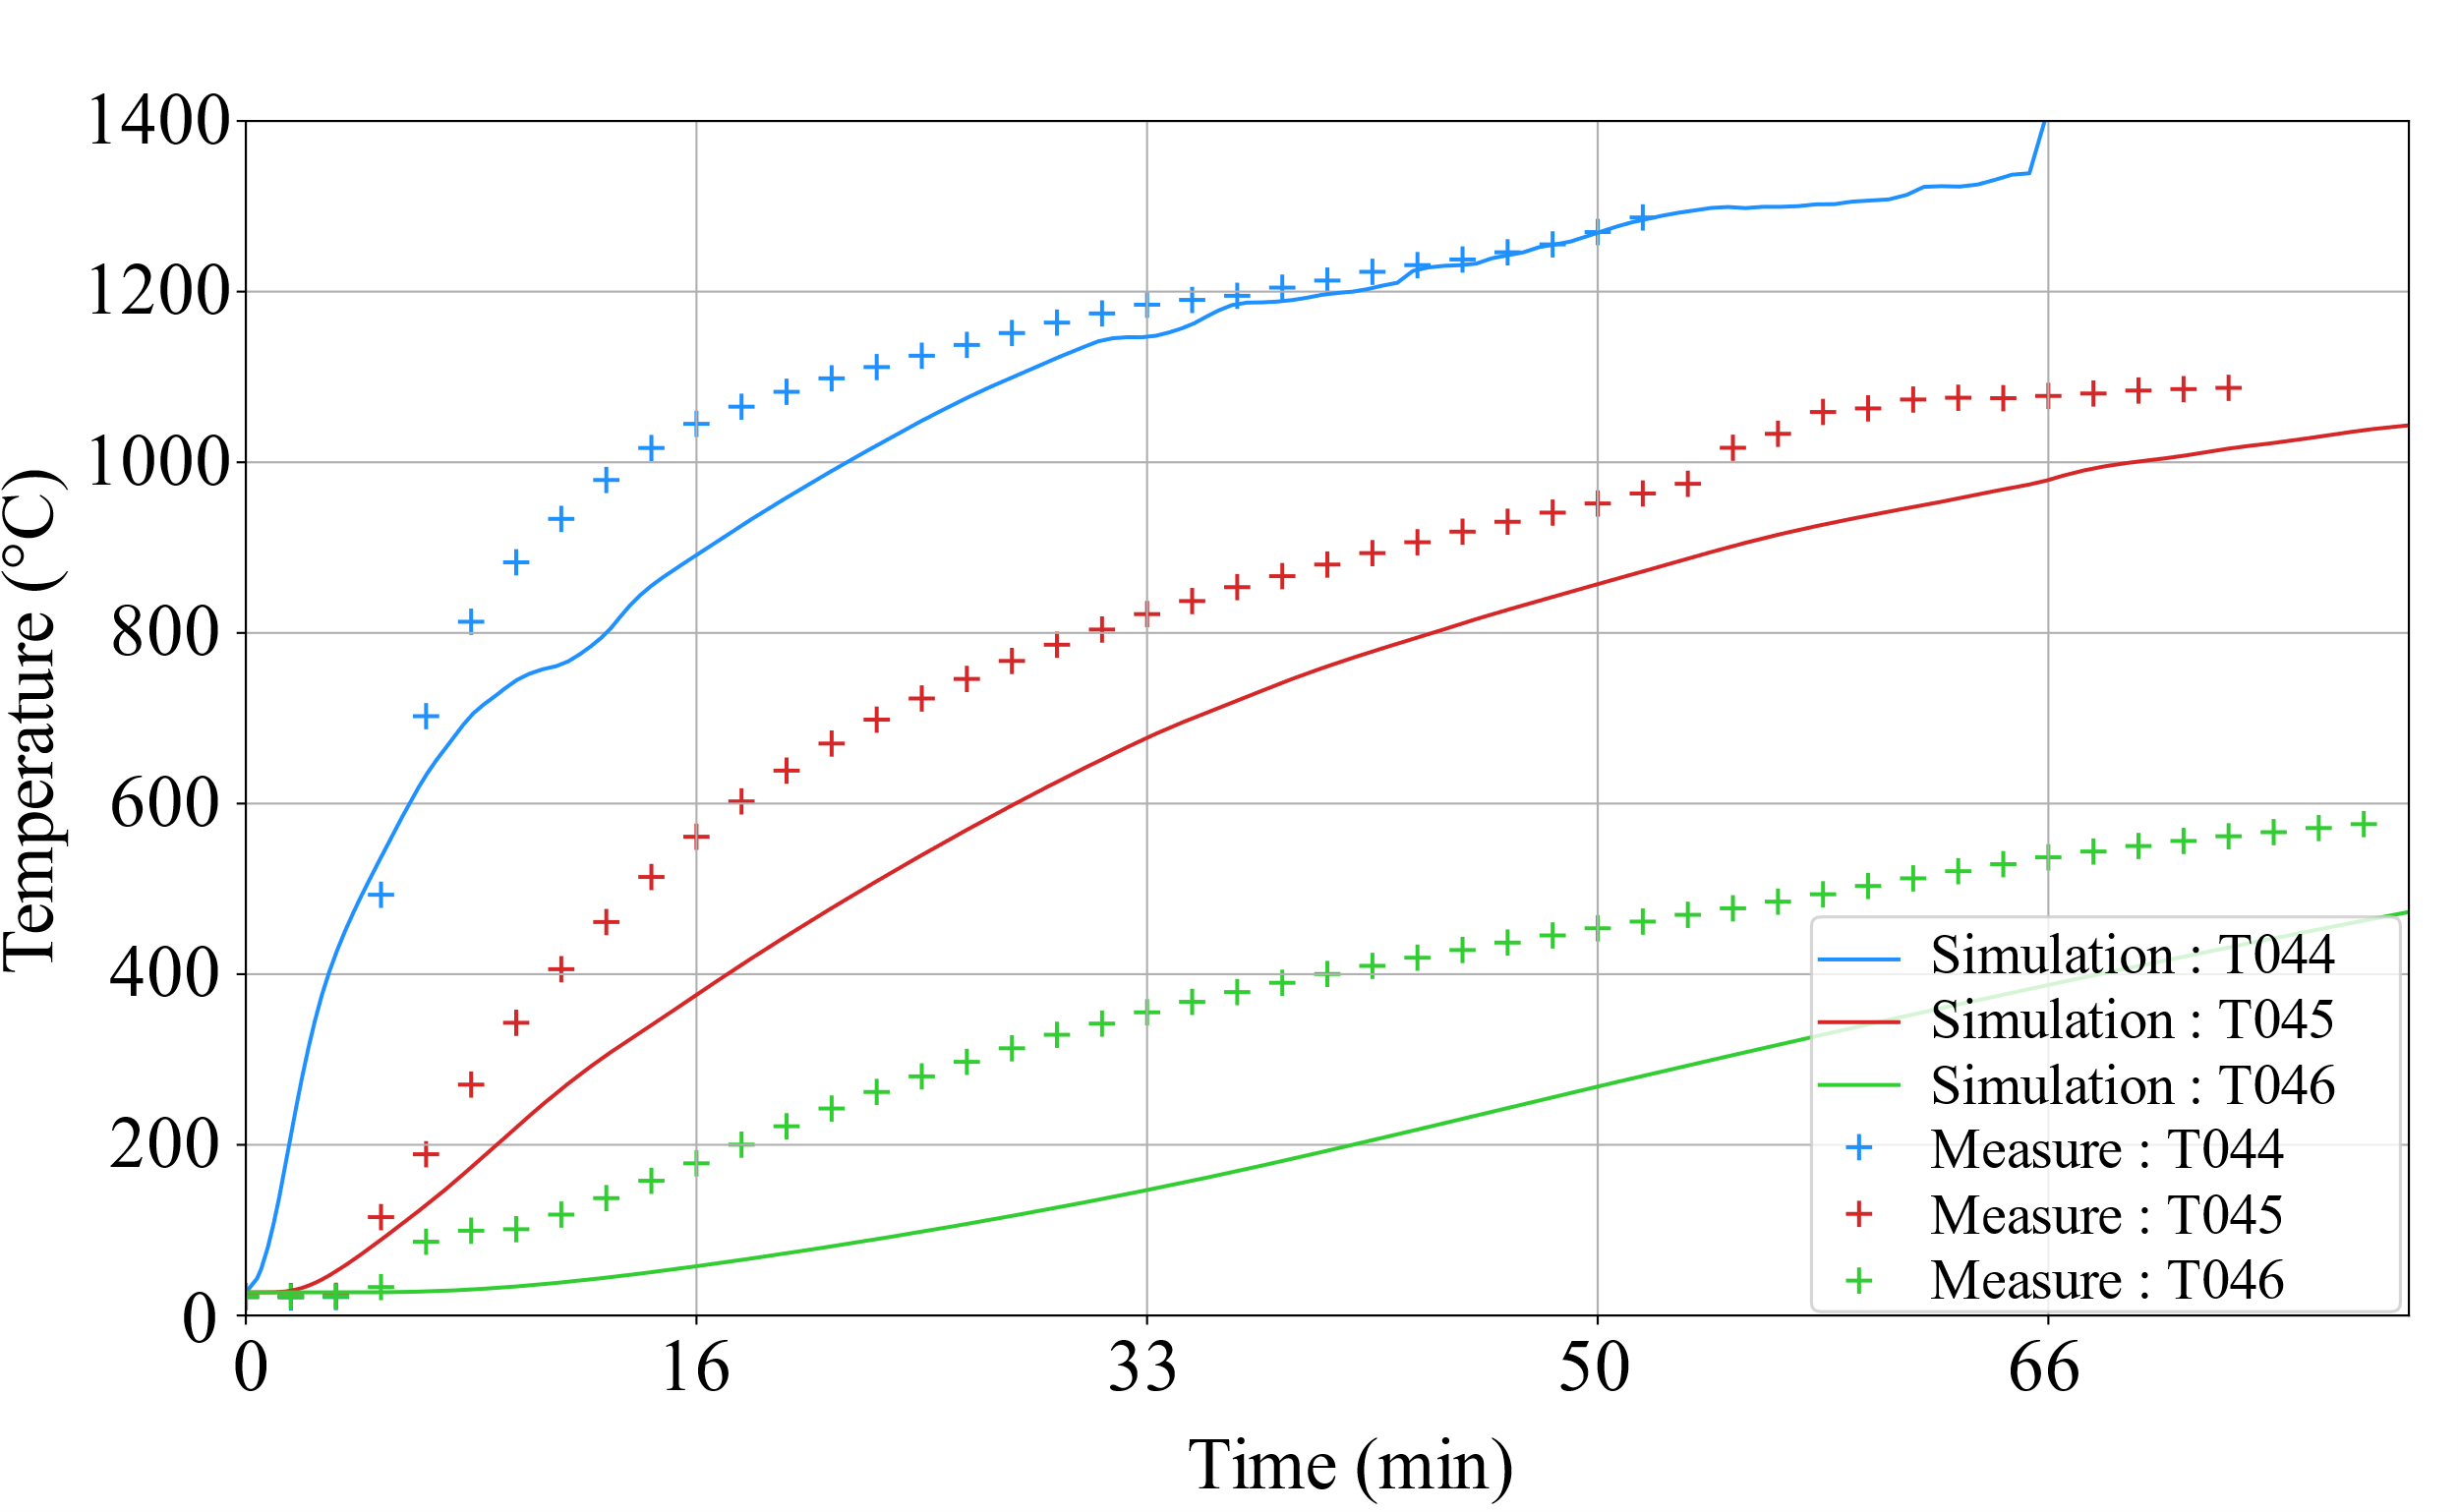 1400
1200
1000
800
600
400
200
0
Temperature (°C)
0 16 33 50 66
Time (min)
Simulation : T044
Simulation : T045
Simulation : T046
Measure : T044
Measure : T045
Measure : T046